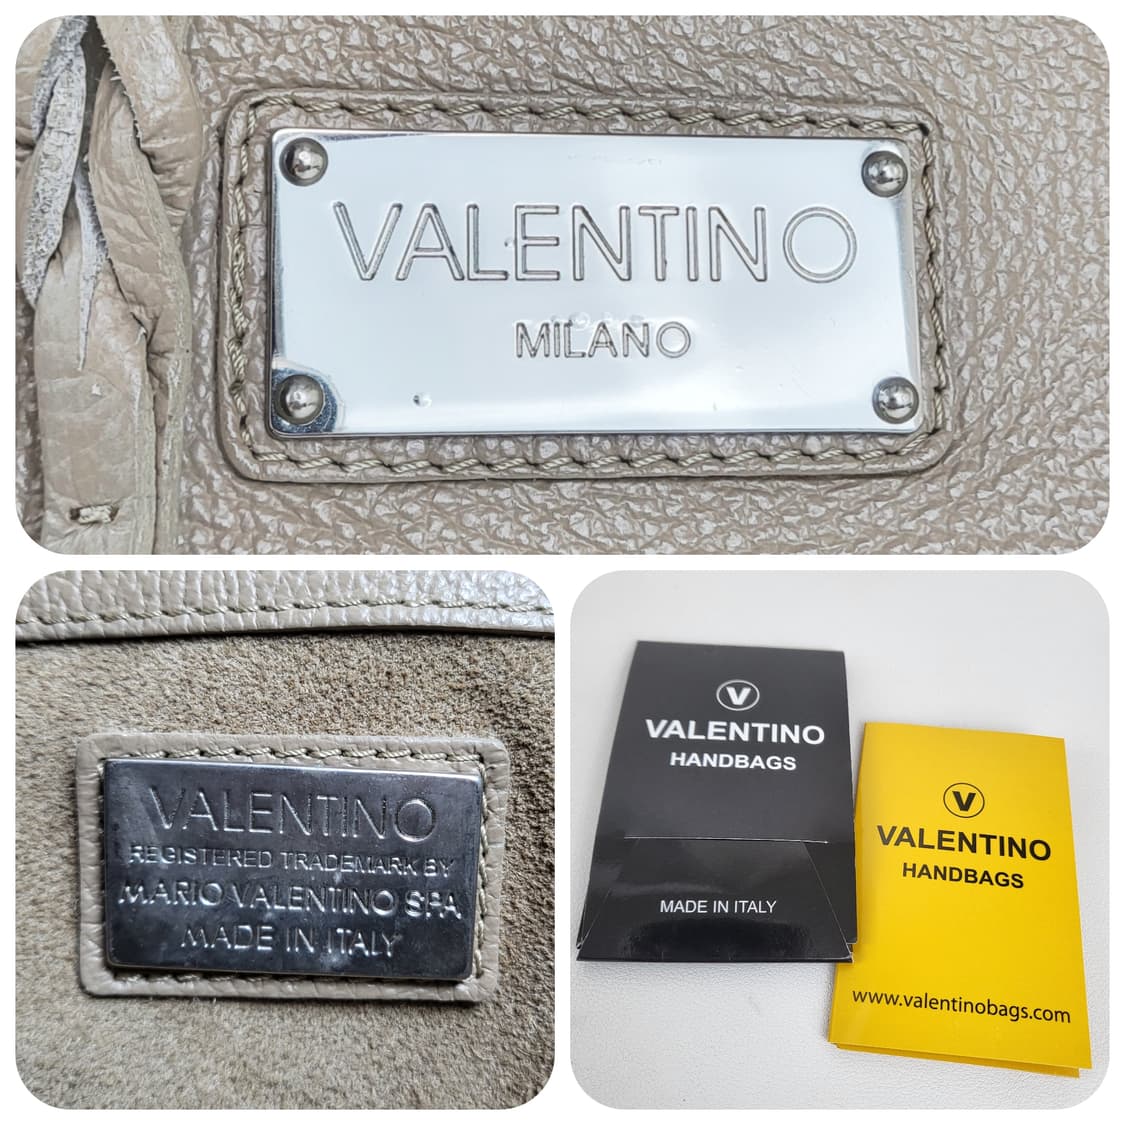 VALENTINO
MILANO
VALENTINO
REGISTERED TRADEMARK BY
MARIO VALENTINO SPA
MADE IN ITALY
V
VALENTINO
HANDBAGS
MADE IN ITALY
V
VALENTINO
HANDBAGS
www.valentinobags.com